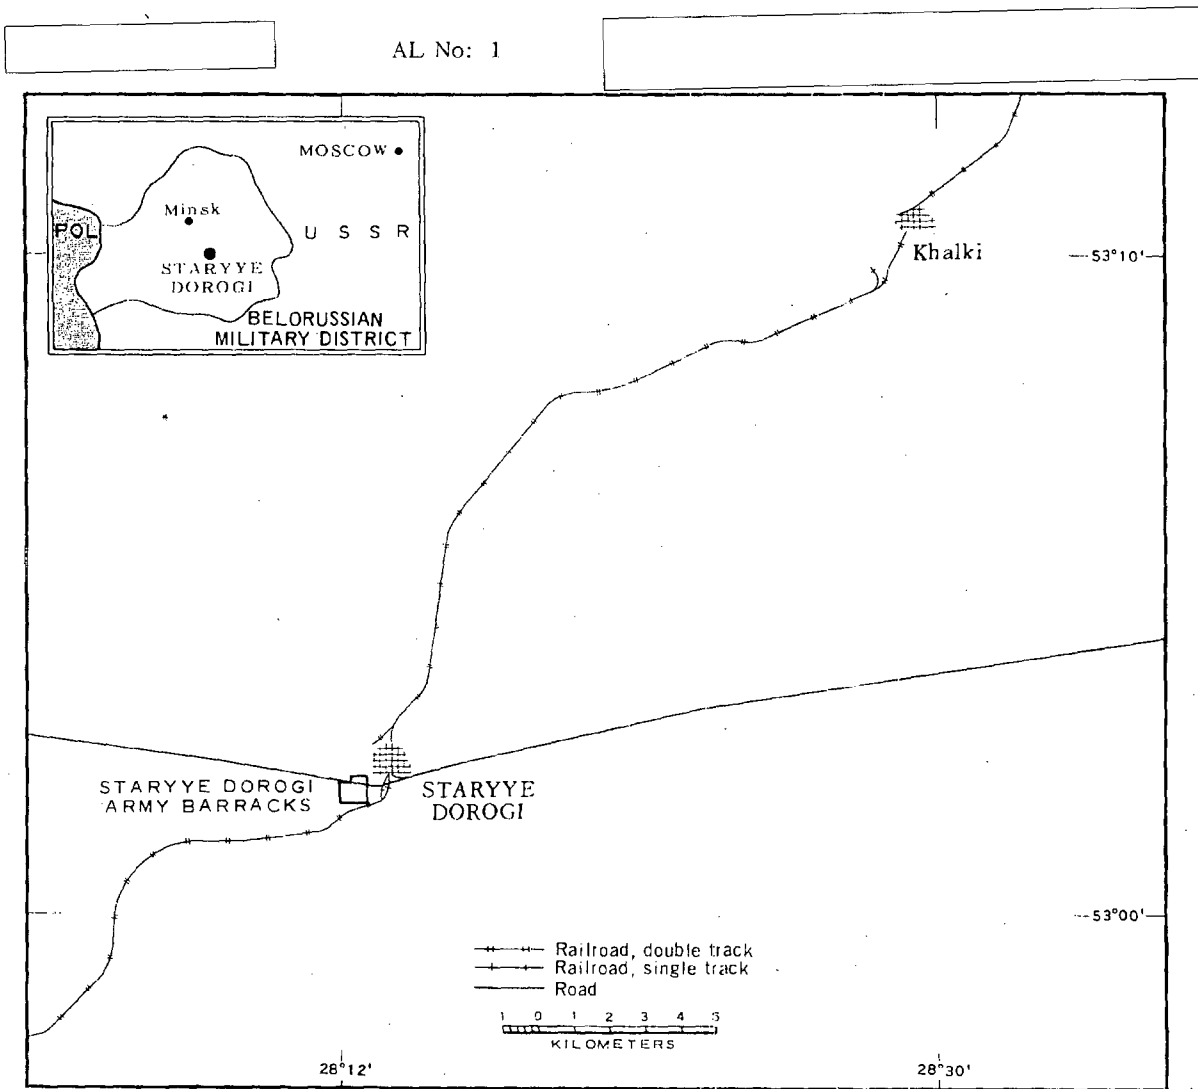 AL No: 1
MOSCOW
Minsk
POL
U S S R
STARYYE
DOROGI
BELORUSSIAN
MILITARY DISTRICT
Khalki
53°10'
STARYYE DOROGI
ARMY BARRACKS
STARYYE
DOROGI
53°00'
Railroad, double track
Railroad, single track
Road
1 0 1 2 3 4 5
KILOMETERS
28°12'
28°30'